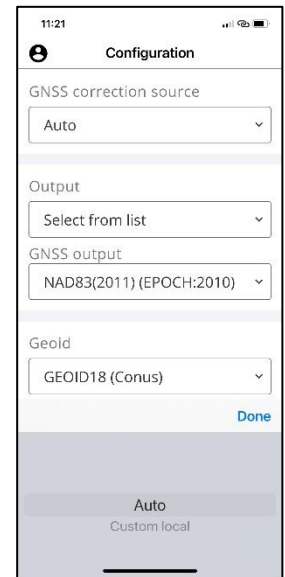 11:21
Configuration
GNSS correction source
Auto
Output
Select from list
GNSS output
NAD83(2011) (EPOCH:2010)
Geoid
GEOID18 (Conus)
Done
Auto
Custom local